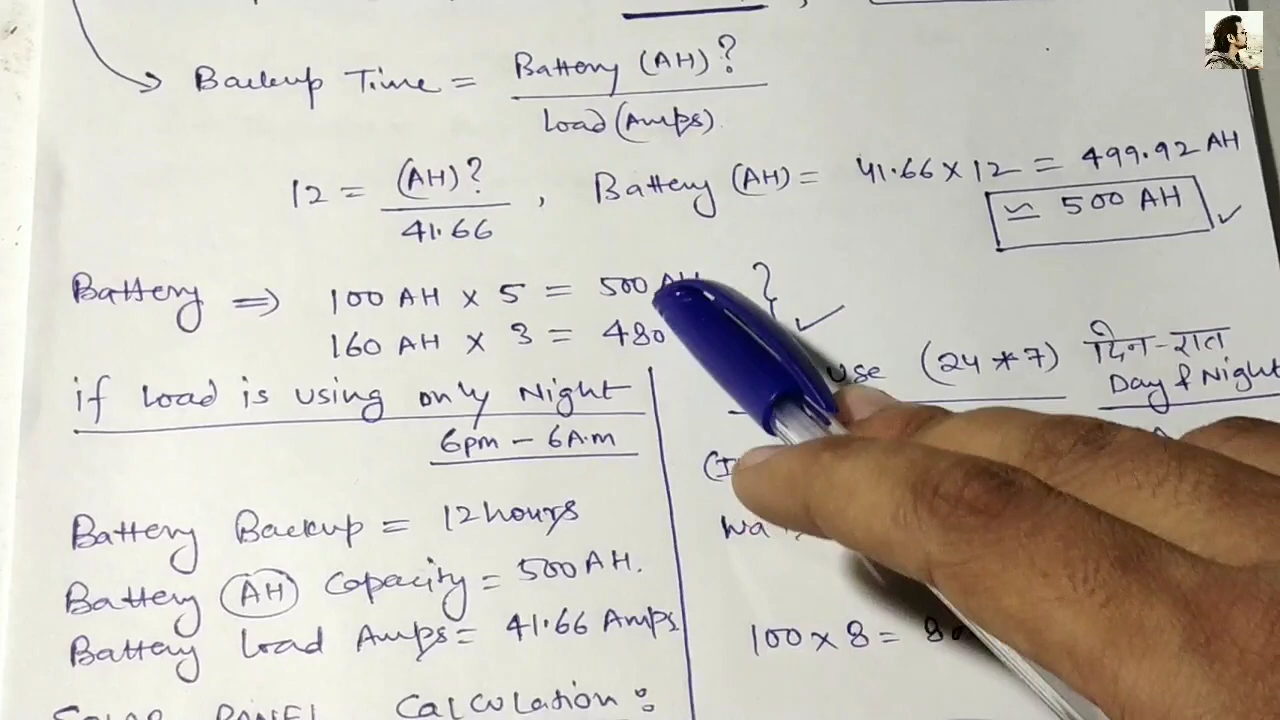 Backup Time = Battery (AH)? / Load (Amps)
12 = (AH)? / 41.66 , Battery (AH) = 41.66 × 12 = 499.92 AH
≃ 500 AH ✓
Battery ⇒ 100 AH × 5 = 500 AH
160 AH × 3 = 480
if Load is using only Night
6pm – 6A.m
Battery Backup = 12 hours
Battery (AH) Capacity = 500 AH.
Battery Load Amps = 41.66 Amps
SOLAR PANEL Calculation :
use (24 * 7) दिन-रात
Day & Night
100 × 8 =